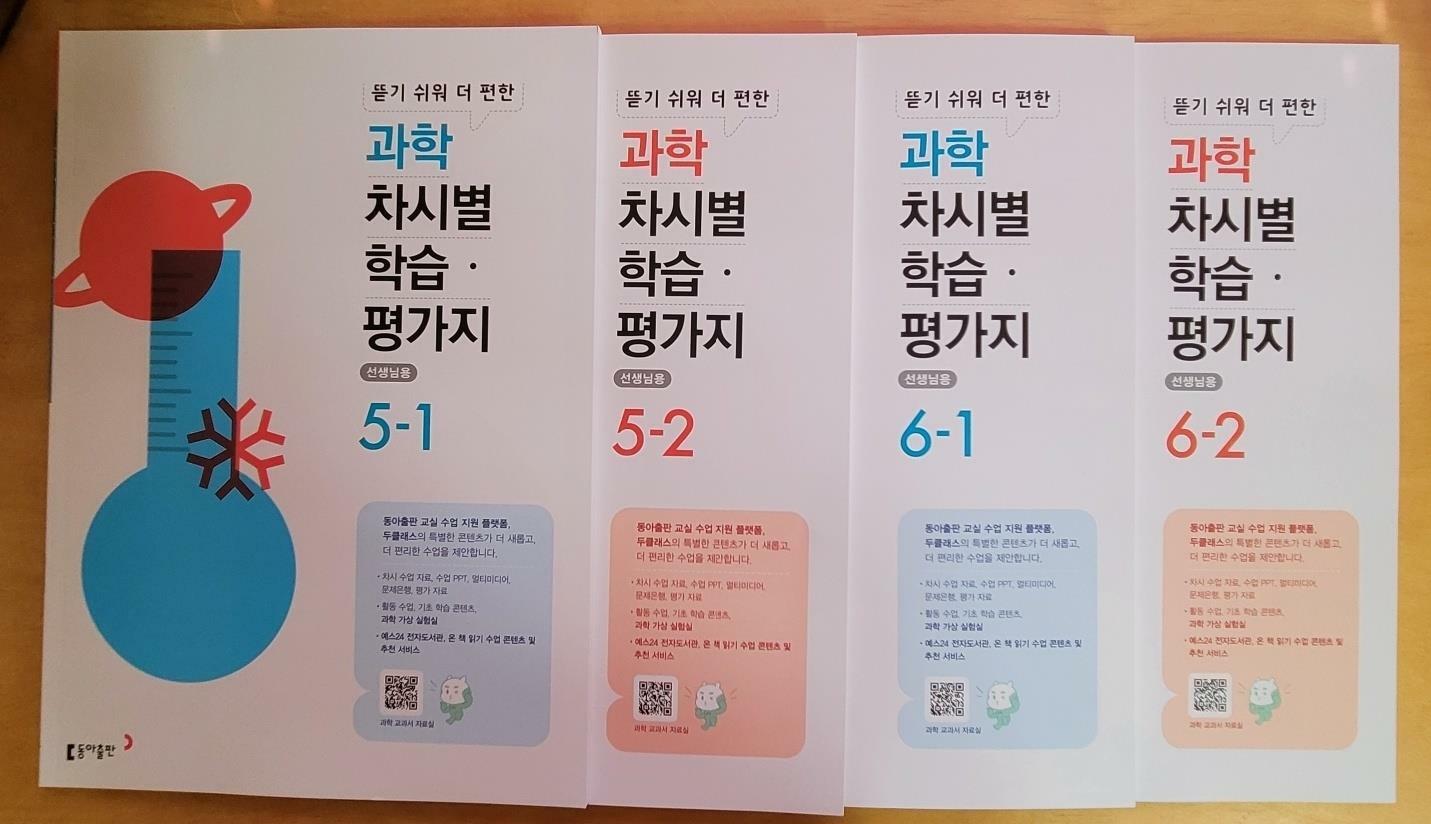 뜯기 쉬워 더 편한
과학
차시별
학습 ·
평가지
선생님용
5-1
동아출판 교실 수업 지원 플랫폼,
두클래스의 특별한 콘텐츠가 더 새롭고,
더 편리한 수업을 제안합니다.
• 차시 수업 자료, 수업 PPT, 멀티미디어,
문제은행, 평가 자료
• 활동 수업, 기초 학습 콘텐츠,
과학 가상 실험실
• 예스24 전자도서관, 온 책 읽기 수업 콘텐츠 및
추천 서비스
과학 교과서 자료실
동아출판
뜯기 쉬워 더 편한
과학
차시별
학습 ·
평가지
선생님용
5-2
동아출판 교실 수업 지원 플랫폼,
두클래스의 특별한 콘텐츠가 더 새롭고,
더 편리한 수업을 제안합니다.
• 차시 수업 자료, 수업 PPT, 멀티미디어,
문제은행, 평가 자료
• 활동 수업, 기초 학습 콘텐츠,
과학 가상 실험실
• 예스24 전자도서관, 온 책 읽기 수업 콘텐츠 및
추천 서비스
과학 교과서 자료실
뜯기 쉬워 더 편한
과학
차시별
학습 ·
평가지
선생님용
6-1
동아출판 교실 수업 지원 플랫폼,
두클래스의 특별한 콘텐츠가 더 새롭고,
더 편리한 수업을 제안합니다.
• 차시 수업 자료, 수업 PPT, 멀티미디어,
문제은행, 평가 자료
• 활동 수업, 기초 학습 콘텐츠,
과학 가상 실험실
• 예스24 전자도서관, 온 책 읽기 수업 콘텐츠 및
추천 서비스
과학 교과서 자료실
뜯기 쉬워 더 편한
과학
차시별
학습 ·
평가지
선생님용
6-2
동아출판 교실 수업 지원 플랫폼,
두클래스의 특별한 콘텐츠가 더 새롭고,
더 편리한 수업을 제안합니다.
• 차시 수업 자료, 수업 PPT, 멀티미디어,
문제은행, 평가 자료
• 활동 수업, 기초 학습 콘텐츠,
과학 가상 실험실
• 예스24 전자도서관, 온 책 읽기 수업 콘텐츠 및
추천 서비스
과학 교과서 자료실